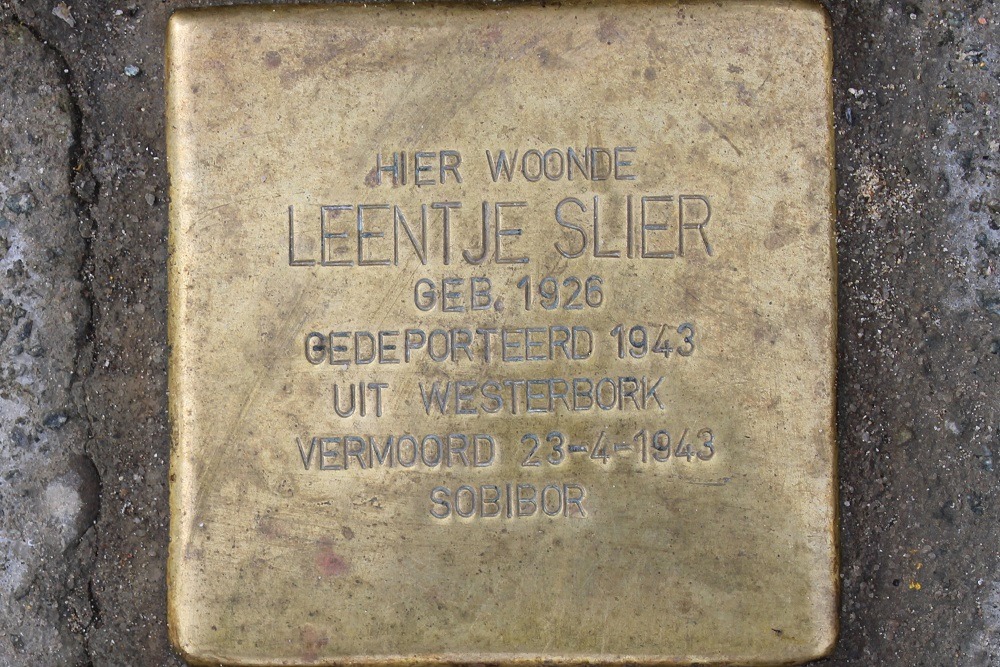 HIER WOONDE
LEENTJE SLIER
GEB. 1926
GEDEPORTEERD 1943
UIT WESTERBORK
VERMOORD 23-4-1943
SOBIBOR